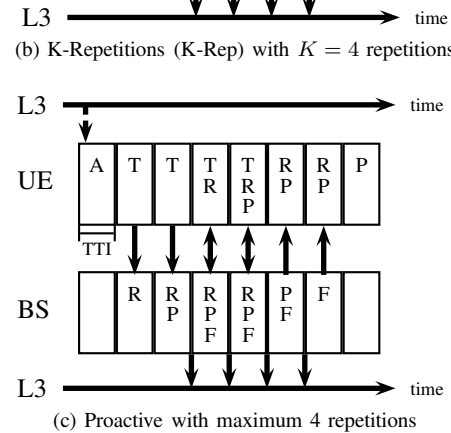 L3 time
(b) K-Repetitions (K-Rep) with K = 4 repetitions
L3 time
UE A T T T R T R P R P R P P
TTI
BS R R P R P F R P F P F F
L3 time
(c) Proactive with maximum 4 repetitions